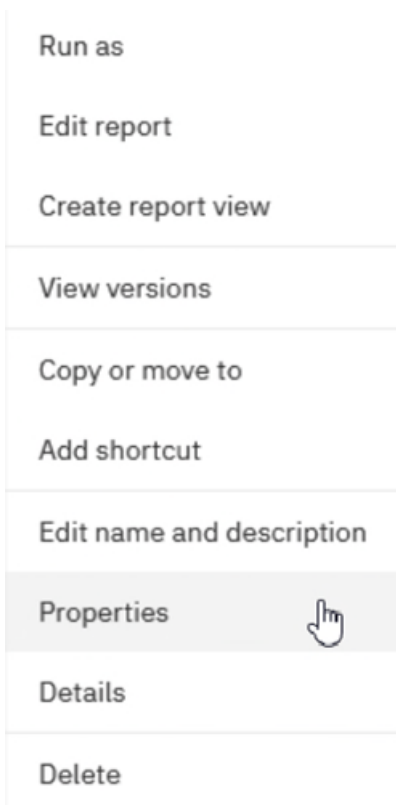 Run as
Edit report
Create report view
View versions
Copy or move to
Add shortcut
Edit name and description
Properties
Details
Delete